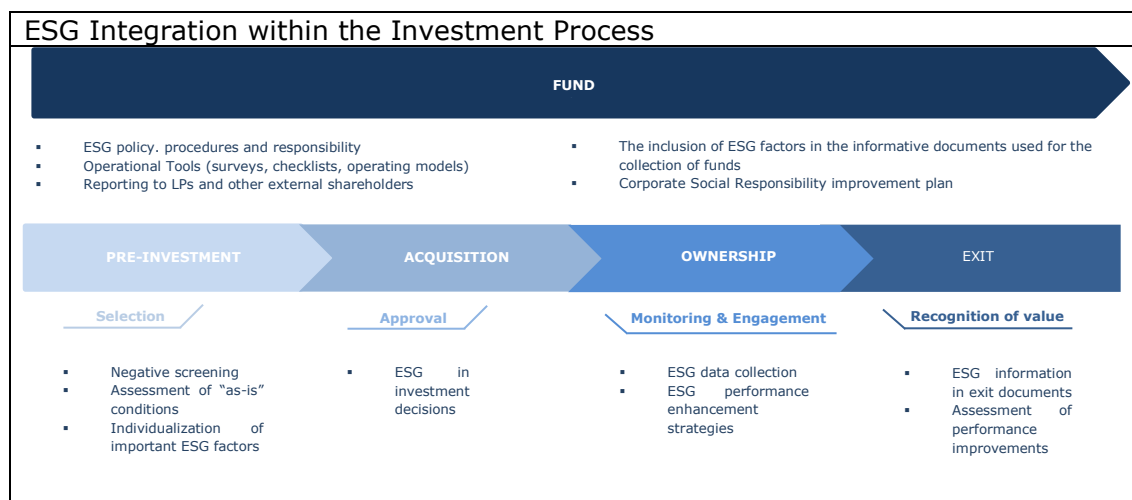 ESG Integration within the Investment Process
FUND
ESG policy. procedures and responsibility
Operational Tools (surveys, checklists, operating models)
Reporting to LPs and other external shareholders
The inclusion of ESG factors in the informative documents used for the
collection of funds
Corporate Social Responsibility improvement plan
PRE-INVESTMENT
ACQUISITION
OWNERSHIP
EXIT
Selection
Approval
Monitoring & Engagement
Recognition of value
Negative screening
Assessment of “as-is”
conditions
Individualization of
important ESG factors
ESG in
investment
decisions
ESG data collection
ESG performance
enhancement
strategies
ESG information
in exit documents
Assessment of
performance
improvements